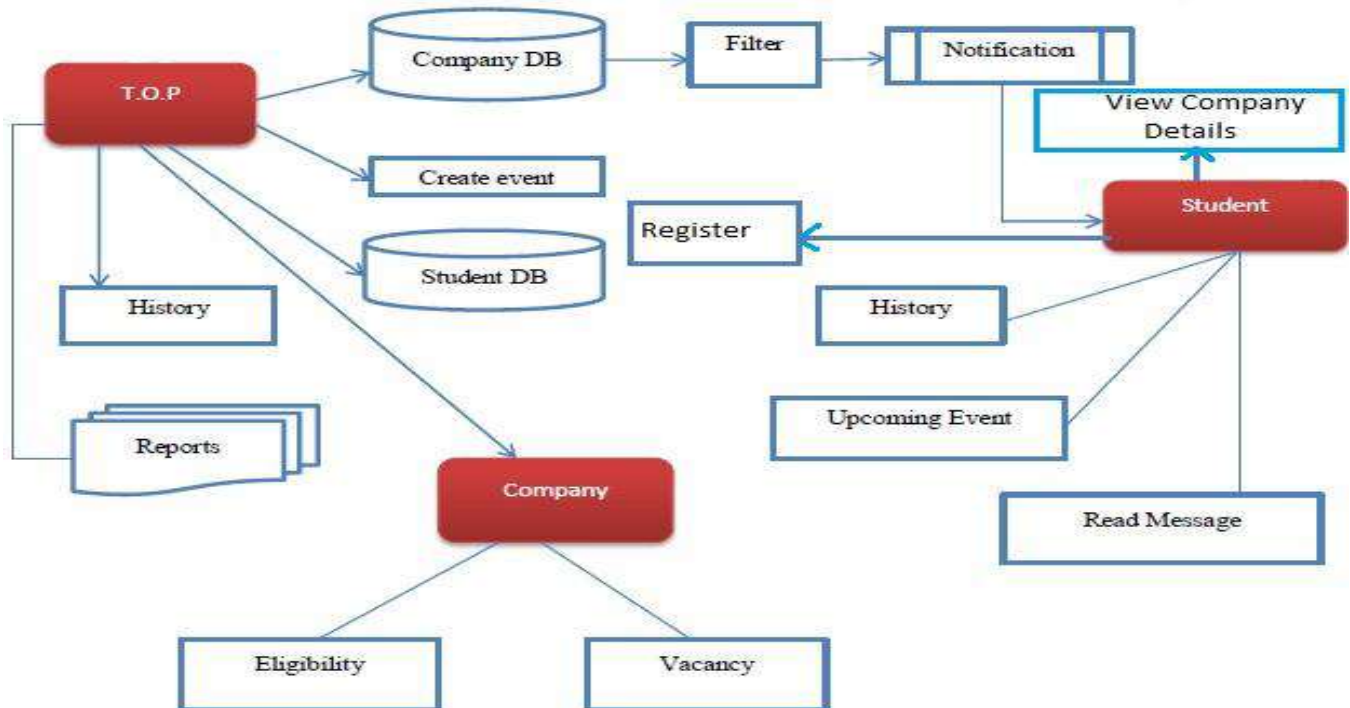 Company DB
Filter
Notification
T.O.P
View Company
Details
Create event
Student
Register
Student DB
History
History
Upcoming Event
Reports
Company
Read Message
Eligibility
Vacancy